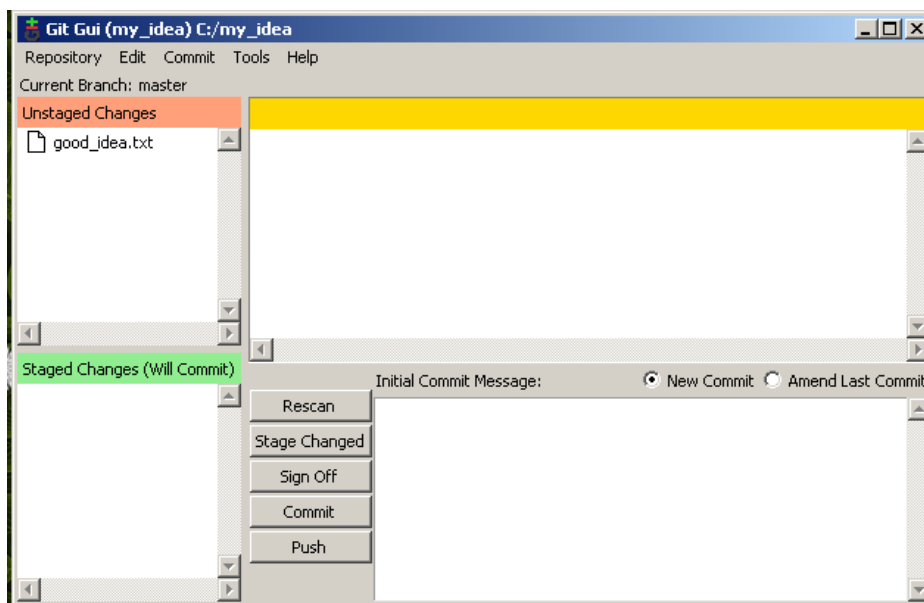 Git Gui (my_idea) C:/my_idea
Repository Edit Commit Tools Help
Current Branch: master
Unstaged Changes
good_idea.txt
Staged Changes (Will Commit)
Initial Commit Message: New Commit Amend Last Commit
Rescan
Stage Changed
Sign Off
Commit
Push